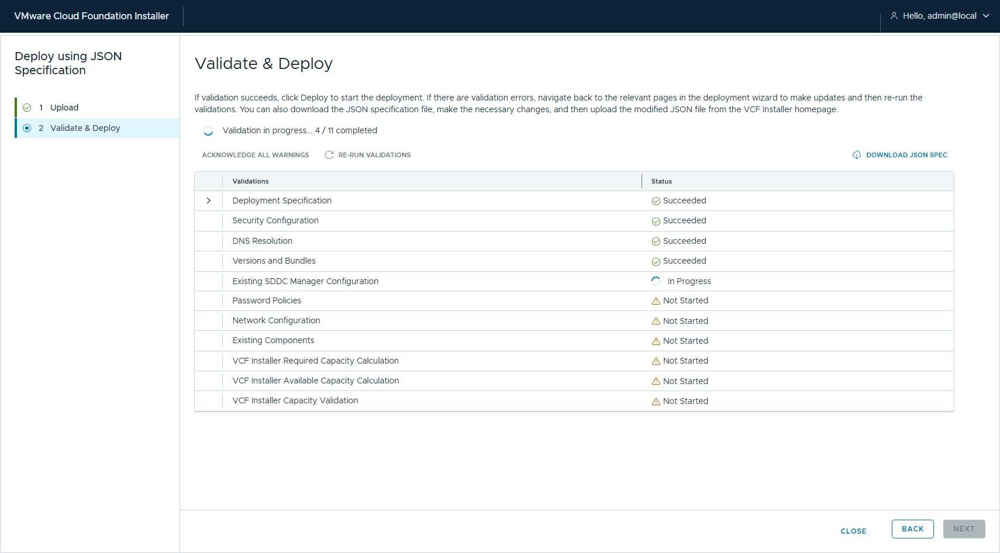 VMware Cloud Foundation Installer
Hello, admin@local
Deploy using JSON
Specification
1 Upload
2 Validate & Deploy
Validate & Deploy
If validation succeeds, click Deploy to start the deployment. If there are validation errors, navigate back to the relevant pages in the deployment wizard to make updates and then re-run the
validations. You can also download the JSON specification file, make the necessary changes, and then upload the modified JSON file from the VCF Installer homepage.
Validation in progress... 4 / 11 completed
ACKNOWLEDGE ALL WARNINGS RE-RUN VALIDATIONS DOWNLOAD JSON SPEC
Validations Status
Deployment Specification Succeeded
Security Configuration Succeeded
DNS Resolution Succeeded
Versions and Bundles Succeeded
Existing SDDC Manager Configuration In Progress
Password Policies Not Started
Network Configuration Not Started
Existing Components Not Started
VCF Installer Required Capacity Calculation Not Started
VCF Installer Available Capacity Calculation Not Started
VCF Installer Capacity Validation Not Started
CLOSE BACK NEXT